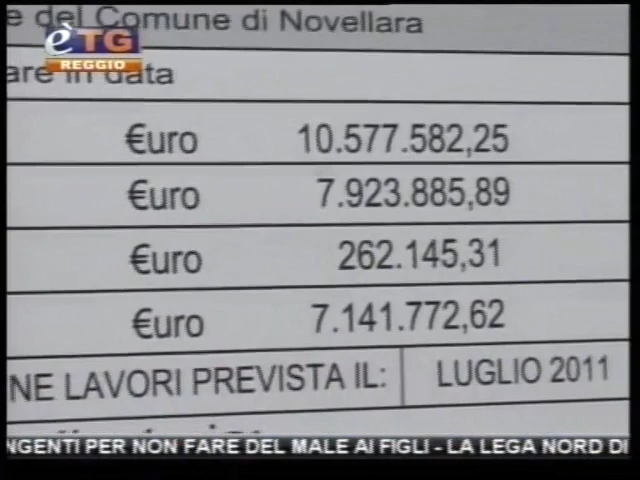 e del Comune di Novellara
èTG
REGGIO
are in data
€uro 10.577.582,25
€uro 7.923.885,89
€uro 262.145,31
€uro 7.141.772,62
NE LAVORI PREVISTA IL: LUGLIO 2011
NGENTI PER NON FARE DEL MALE AI FIGLI - LA LEGA NORD DI